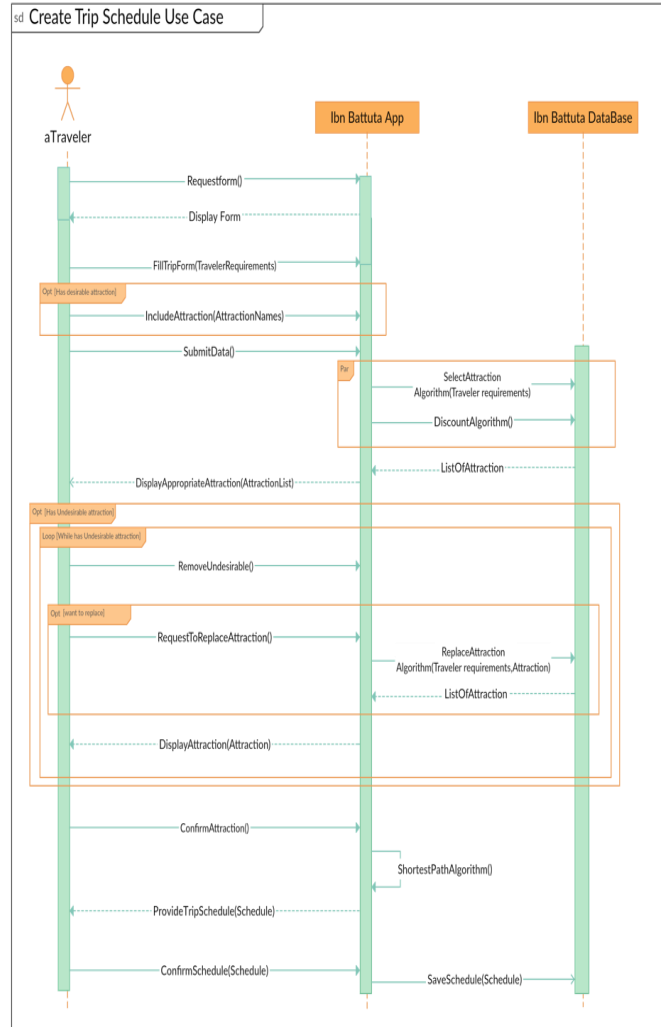 sd Create Trip Schedule Use Case
aTraveler
Ibn Battuta App
Ibn Battuta DataBase
Requestform()
Display Form
FillTripForm(TravelerRequirements)
Opt [Has desirable attraction]
IncludeAttraction(AttractionNames)
SubmitData()
Par
SelectAttraction
Algorithm(Traveler requirements)
DiscountAlgorithm()
ListOfAttraction
DisplayAppropriateAttraction(AttractionList)
Opt [Has Undesirable attraction]
Loop [While has Undesirable attraction]
RemoveUndesirable()
Opt [want to replace]
RequestToReplaceAttraction()
ReplaceAttraction
Algorithm(Traveler requirements,Attraction)
ListOfAttraction
DisplayAttraction(Attraction)
ConfirmAttraction()
ShortestPathAlgorithm()
ProvideTripSchedule(Schedule)
ConfirmSchedule(Schedule)
SaveSchedule(Schedule)